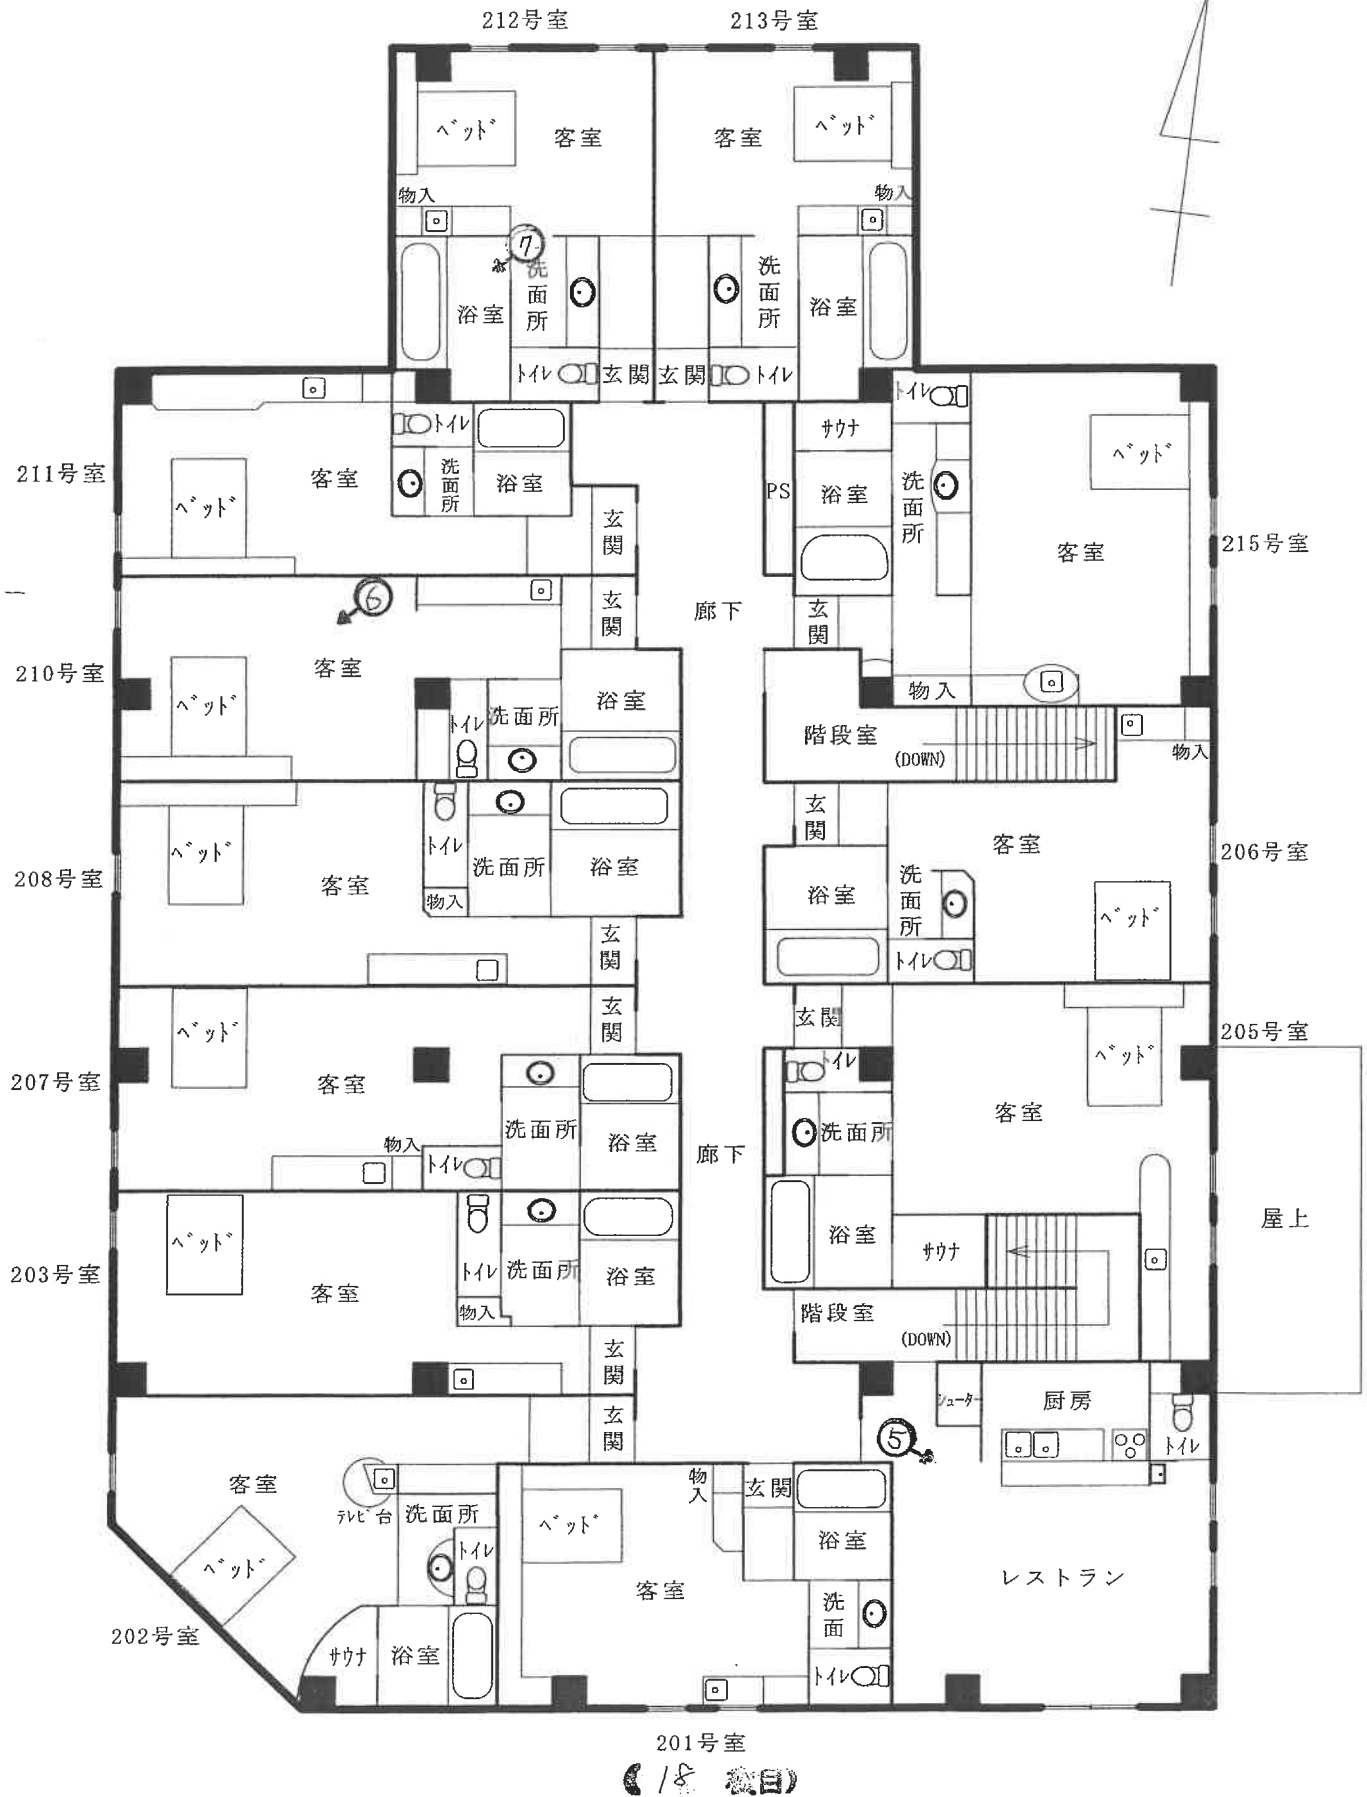 212号室
213号室
ベッド
客室
客室
ベッド
物入
物入
⑦
浴室
洗面所
洗面所
浴室
トイレ
玄関
玄関
トイレ
211号室
客室
ベッド
トイレ
洗面所
浴室
玄関
PS
サウナ
浴室
トイレ
洗面所
ベッド
客室
215号室
玄関
物入
210号室
⑥
客室
ベッド
玄関
トイレ
洗面所
浴室
廊下
階段室
(DOWN)
物入
208号室
ベッド
客室
トイレ
物入
洗面所
浴室
玄関
玄関
浴室
洗面所
トイレ
客室
ベッド
206号室
207号室
ベッド
客室
物入
トイレ
洗面所
浴室
玄関
廊下
玄関
トイレ
洗面所
浴室
サウナ
客室
ベッド
205号室
屋上
203号室
ベッド
客室
トイレ
物入
洗面所
浴室
玄関
階段室
(DOWN)
202号室
客室
ベッド
テレビ台
洗面所
トイレ
サウナ
浴室
玄関
ベッド
客室
物入
玄関
浴室
洗面
トイレ
201号室
⑤
シューター
厨房
トイレ
レストラン
(18 枚目)